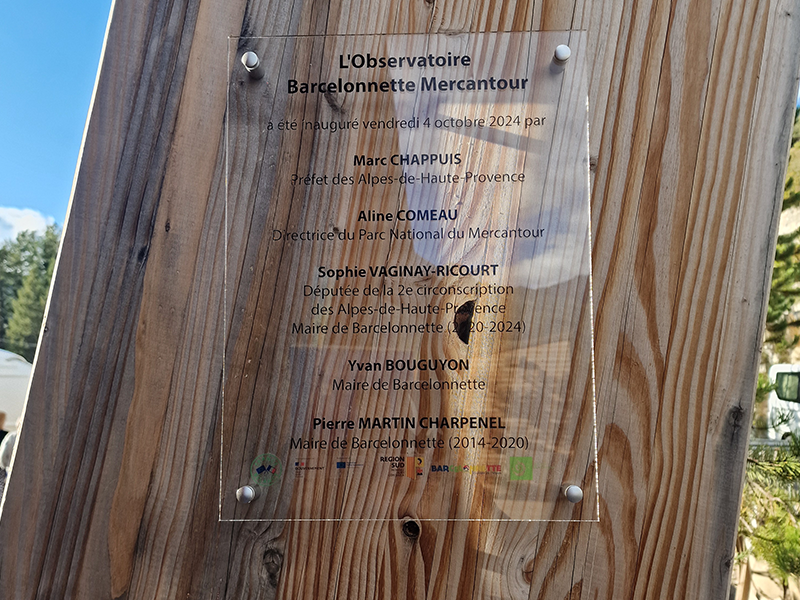 L'Observatoire
Barcelonnette Mercantour
a été inauguré vendredi 4 octobre 2024 par
Marc CHAPPUIS
Préfet des Alpes-de-Haute-Provence
Aline COMEAU
Directrice du Parc National du Mercantour
Sophie VAGINAY-RICOURT
Députée de la 2e circonscription
des Alpes-de-Haute-Provence
Maire de Barcelonnette (2020-2024)
Yvan BOUGUYON
Maire de Barcelonnette
Pierre MARTIN CHARPENEL
Maire de Barcelonnette (2014-2020)
RÉGION
SUD
BARCELONNETTE